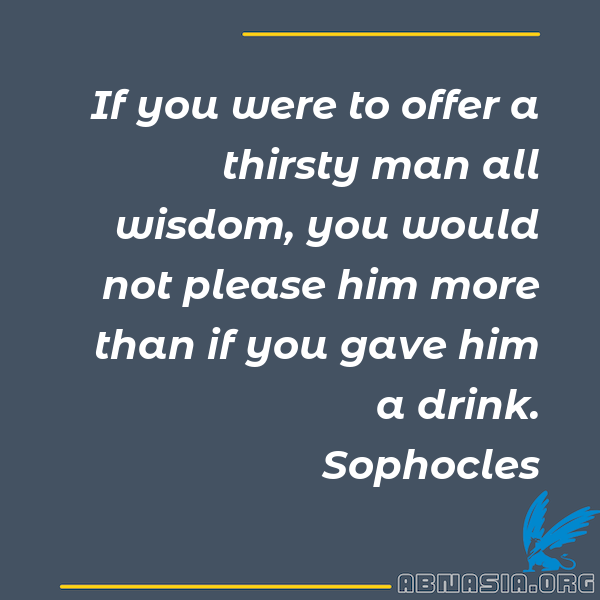 If you were to offer a
thirsty man all
wisdom, you would
not please him more
than if you gave him
a drink.
Sophocles
ABNASIA.ORG